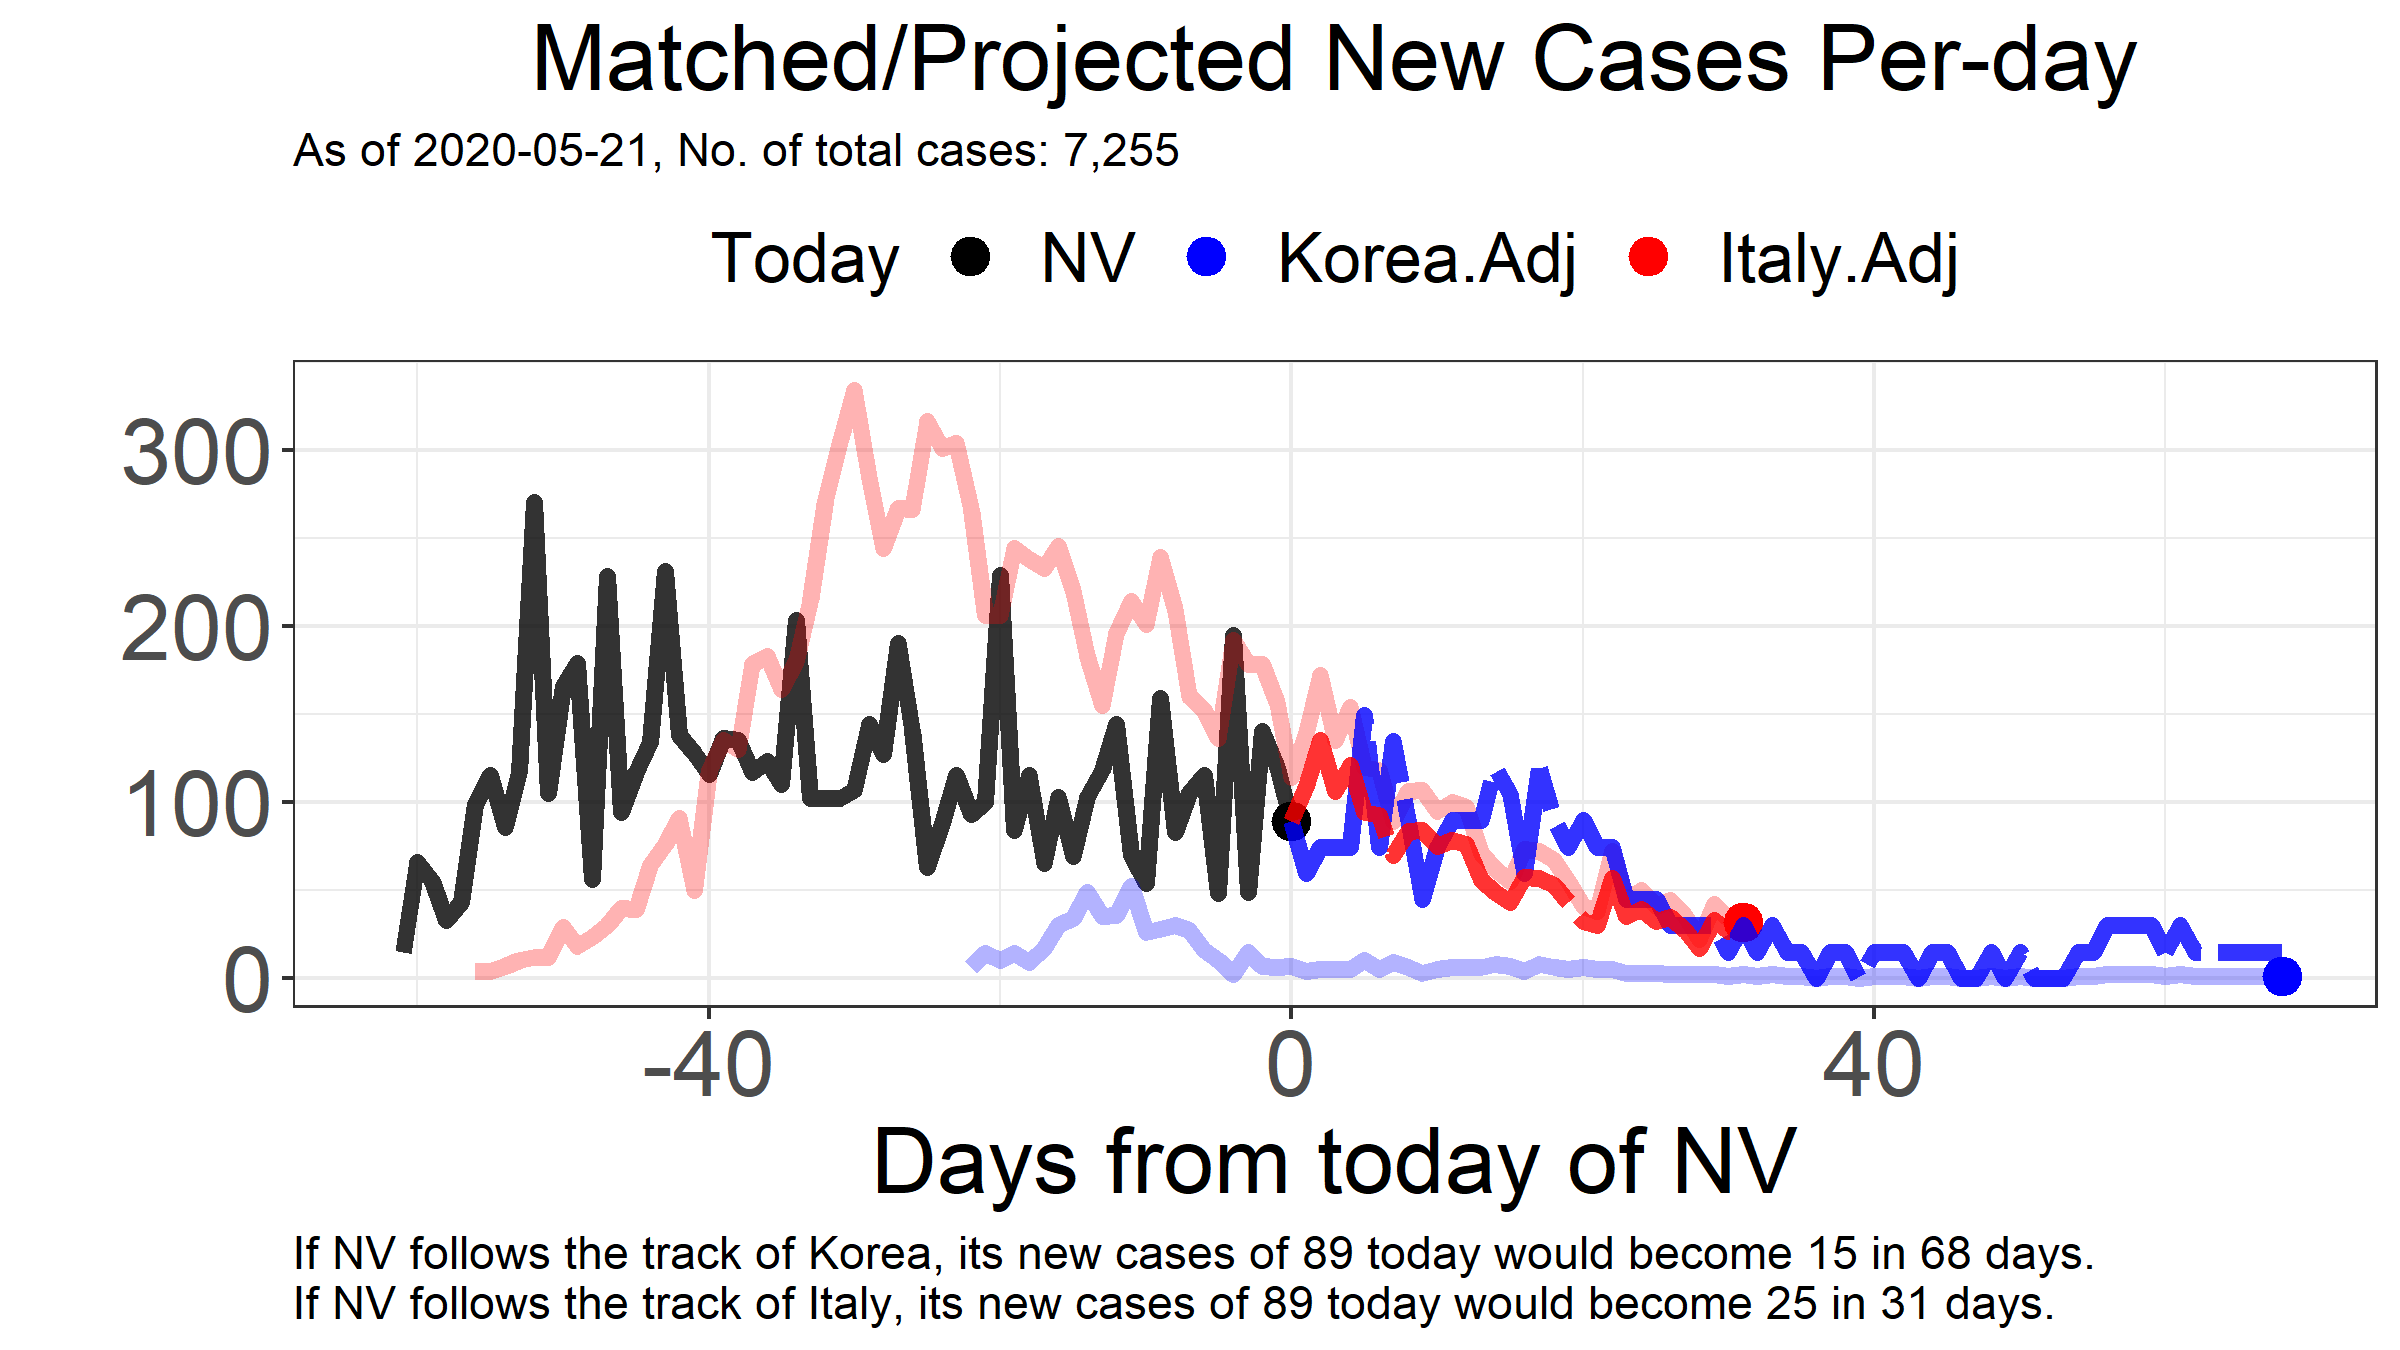 Matched/Projected New Cases Per-day
As of 2020-05-21, No. of total cases: 7,255
Today NV Korea.Adj Italy.Adj
300
200
100
0
-40 0 40
Days from today of NV
If NV follows the track of Korea, its new cases of 89 today would become 15 in 68 days.
If NV follows the track of Italy, its new cases of 89 today would become 25 in 31 days.